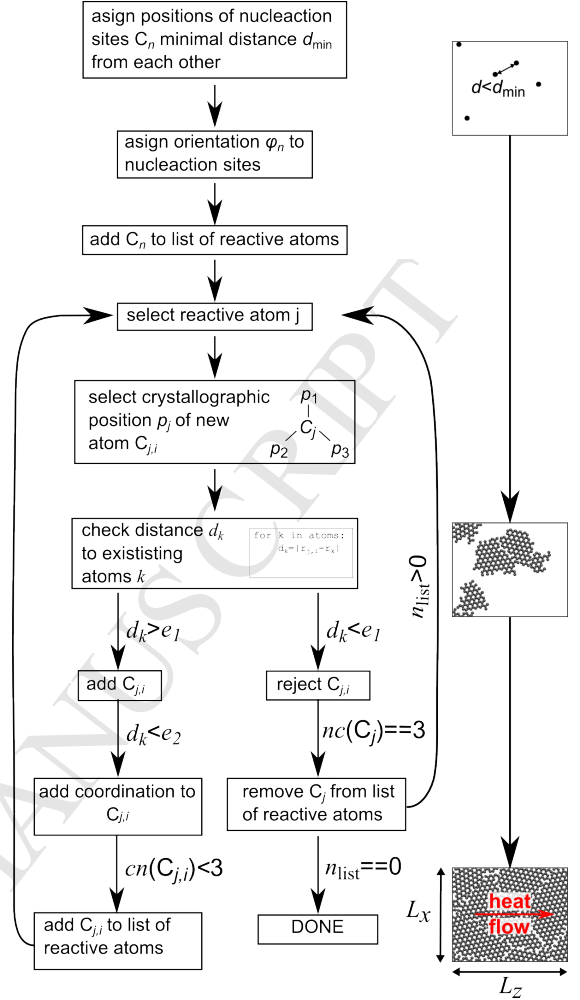 asign positions of nucleaction
sites Cn minimal distance dmin
from each other
d<dmin
asign orientation φn to
nucleaction sites
add Cn to list of reactive atoms
select reactive atom j
select crystallographic
position pj of new
atom Cj,i
p1
Cj
p2
p3
check distance dk
to exististing
atoms k
for k in atoms:
dk=|rj,i-rk|
nlist>0
dk>e1
dk<e1
add Cj,i
reject Cj,i
dk<e2
nc(Cj)==3
add coordination to
Cj,i
remove Cj from list
of reactive atoms
cn(Cj,i)<3
nlist==0
add Cj,i to list of
reactive atoms
DONE
Lx
heat
flow
Lz
MANUSCRIPT